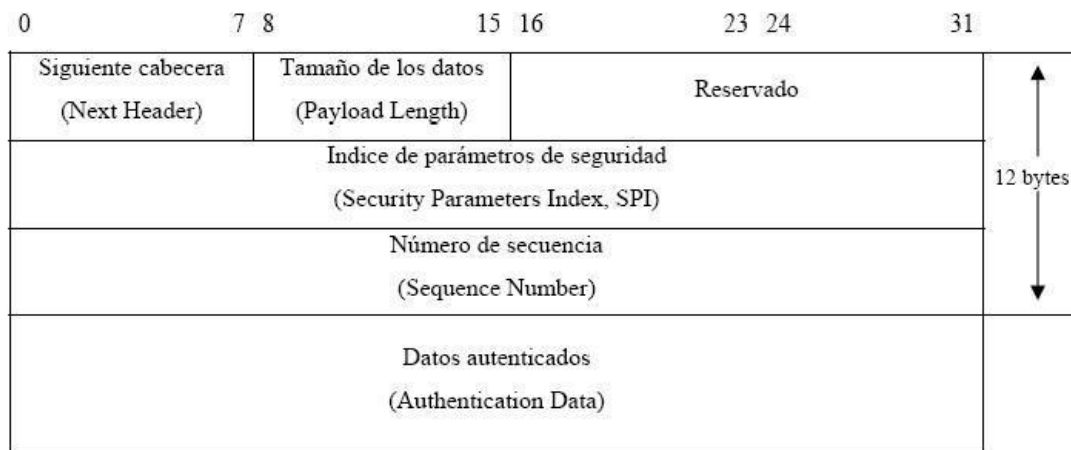 0 7 8 15 16 23 24 31
Siguiente cabecera
(Next Header)
Tamaño de los datos
(Payload Length)
Reservado
Indice de parámetros de seguridad
(Security Parameters Index, SPI)
12 bytes
Número de secuencia
(Sequence Number)
Datos autenticados
(Authentication Data)